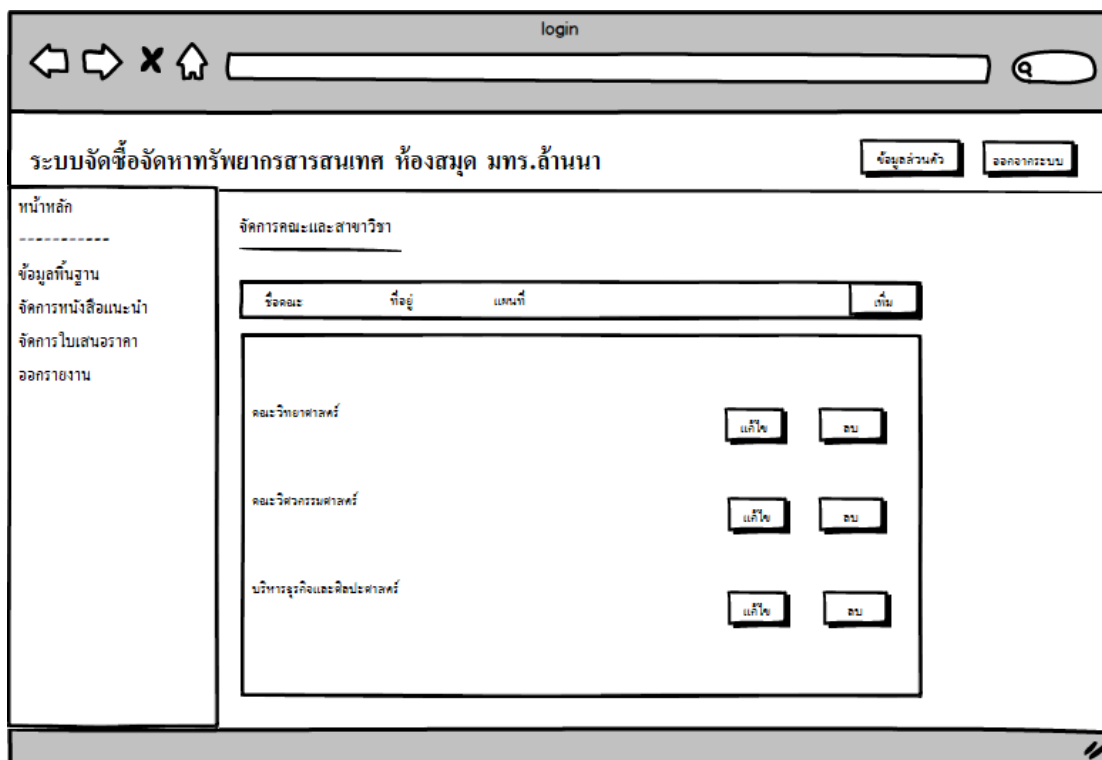 login
ระบบจัดซื้อจัดหาทรัพยากรสารสนเทศ ห้องสมุด มทร.ล้านนา
ข้อมูลส่วนตัว
ออกจากระบบ
หน้าหลัก
-----------
ข้อมูลพื้นฐาน
จัดการหนังสือแนะนำ
จัดการใบเสนอราคา
ออกรายงาน
จัดการคณะและสาขาวิชา
ชื่อคณะ ที่อยู่ แผนที่ เพิ่ม
คณะวิทยาศาสตร์ แก้ไข ลบ
คณะวิศวกรรมศาสตร์ แก้ไข ลบ
บริหารธุรกิจและศิลปะศาสตร์ แก้ไข ลบ